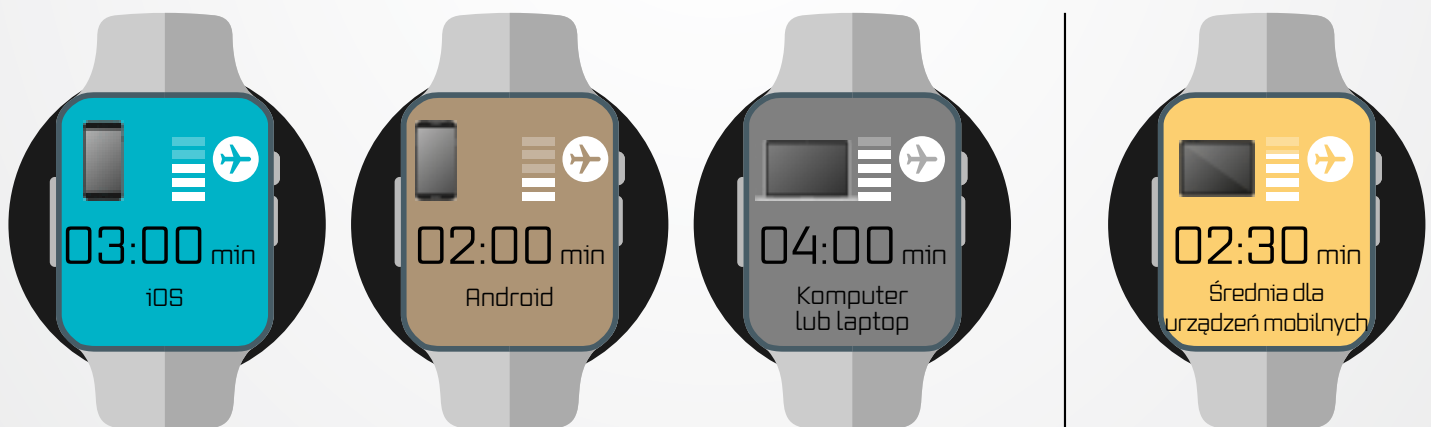 03:00 min
iOS
02:00 min
Android
04:00 min
Komputer
lub laptop
02:30 min
Średnia dla
urządzeń mobilnych